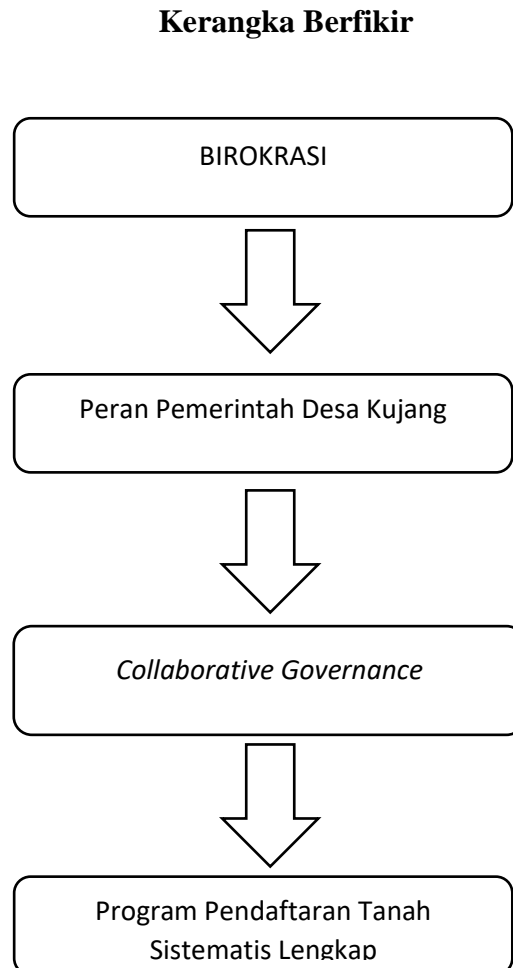 Kerangka Berfikir
BIROKRASI
Peran Pemerintah Desa Kujang
Collaborative Governance
Program Pendaftaran Tanah
Sistematis Lengkap